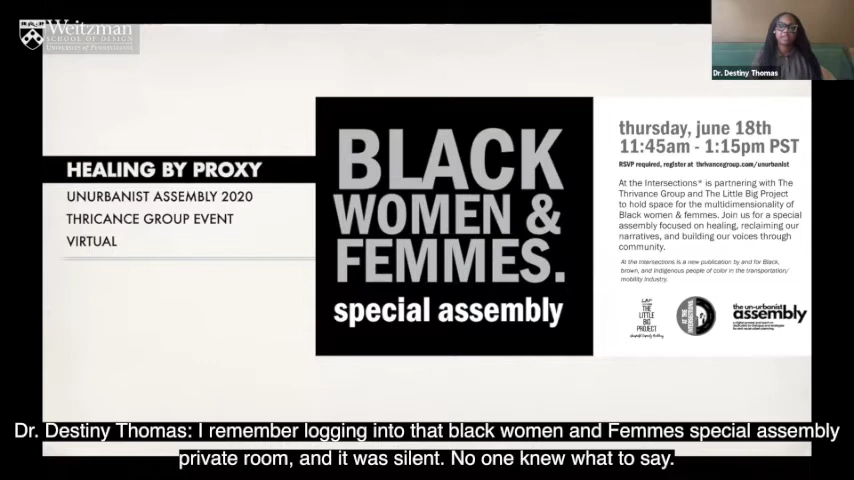 Weitzman
SCHOOL OF DESIGN
UNIVERSITY of PENNSYLVANIA
Dr. Destiny Thomas
HEALING BY PROXY
UNURBANIST ASSEMBLY 2020
THRICANCE GROUP EVENT
VIRTUAL
BLACK
WOMEN &
FEMMES.
special assembly
thursday, june 18th
11:45am - 1:15pm PST
RSVP required, register at thrivancegroup.com/unurbanist
At the Intersections* is partnering with The
Thrivance Group and The Little Big Project
to hold space for the multidimensionality of
Black women & femmes. Join us for a special
assembly focused on healing, reclaiming our
narratives, and building our voices through
community.
At the Intersections is a new publication by and for Black,
brown, and Indigenous people of color in the transportation/
mobility industry.
THE
LITTLE
BIG
PROJECT
AT THE
INTERSECTIONS
the un-urbanist
assembly
Dr. Destiny Thomas: I remember logging into that black women and Femmes special assembly
private room, and it was silent. No one knew what to say.